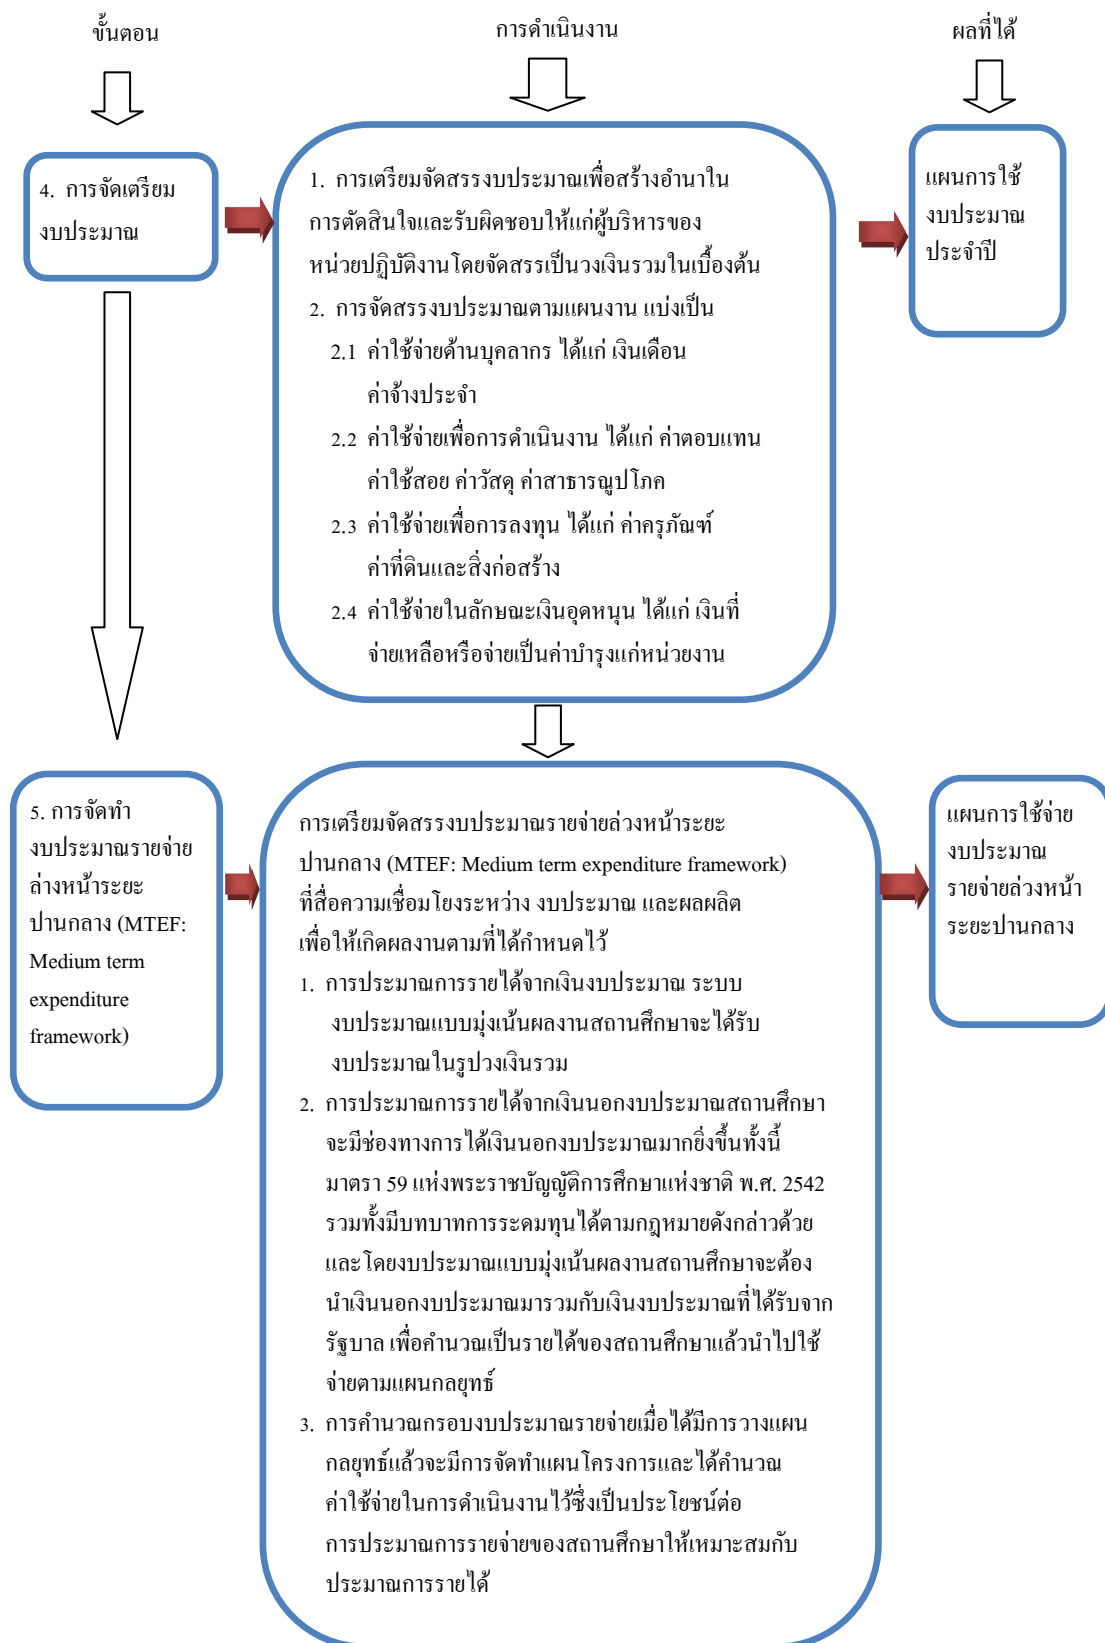 ขั้นตอน
การดำเนินงาน
ผลที่ได้
4. การจัดเตรียม
งบประมาณ
1. การเตรียมจัดสรรงบประมาณเพื่อสร้างอำนาใน
การตัดสินใจและรับผิดชอบให้แก่ผู้บริหารของ
หน่วยปฏิบัติงานโดยจัดสรรเป็นวงเงินรวมในเบื้องต้น
2. การจัดสรรงบประมาณตามแผนงาน แบ่งเป็น
2.1 ค่าใช้จ่ายด้านบุคลากร ได้แก่ เงินเดือน
ค่าจ้างประจำ
2.2 ค่าใช้จ่ายเพื่อการดำเนินงาน ได้แก่ ค่าตอบแทน
ค่าใช้สอย ค่าวัสดุ ค่าสาธารณูปโภค
2.3 ค่าใช้จ่ายเพื่อการลงทุน ได้แก่ ค่าครุภัณฑ์
ค่าที่ดินและสิ่งก่อสร้าง
2.4 ค่าใช้จ่ายในลักษณะเงินอุดหนุน ได้แก่ เงินที่
จ่ายเหลือหรือจ่ายเป็นค่าบำรุงแก่หน่วยงาน
แผนการใช้
งบประมาณ
ประจำปี
5. การจัดทำ
งบประมาณรายจ่าย
ล่างหน้าระยะ
ปานกลาง (MTEF:
Medium term
expenditure
framework)
การเตรียมจัดสรรงบประมาณรายจ่ายล่วงหน้าระยะ
ปานกลาง (MTEF: Medium term expenditure framework)
ที่สื่อความเชื่อมโยงระหว่าง งบประมาณ และผลผลิต
เพื่อให้เกิดผลงานตามที่ได้กำหนดไว้
1. การประมาณการรายได้จากเงินงบประมาณ ระบบ
งบประมาณแบบมุ่งเน้นผลงานสถานศึกษาจะได้รับ
งบประมาณในรูปวงเงินรวม
2. การประมาณการรายได้จากเงินนอกงบประมาณสถานศึกษา
จะมีช่องทางการได้เงินนอกงบประมาณมากยิ่งขึ้นทั้งนี้
มาตรา 59 แห่งพระราชบัญญัติการศึกษาแห่งชาติ พ.ศ. 2542
รวมทั้งมีบทบาทการระดมทุนได้ตามกฎหมายดังกล่าวด้วย
และโดยงบประมาณแบบมุ่งเน้นผลงานสถานศึกษาจะต้อง
นำเงินนอกงบประมาณมารวมกับเงินงบประมาณที่ได้รับจาก
รัฐบาล เพื่อคำนวณเป็นรายได้ของสถานศึกษาแล้วนำไปใช้
จ่ายตามแผนกลยุทธ์
3. การคำนวณกรอบงบประมาณรายจ่ายเมื่อได้มีการวางแผน
กลยุทธ์แล้วจะมีการจัดทำแผนโครงการและได้คำนวณ
ค่าใช้จ่ายในการดำเนินงานไว้ซึ่งเป็นประโยชน์ต่อ
การประมาณการรายจ่ายของสถานศึกษาให้เหมาะสมกับ
ประมาณการรายได้
แผนการใช้จ่าย
งบประมาณ
รายจ่ายล่วงหน้า
ระยะปานกลาง